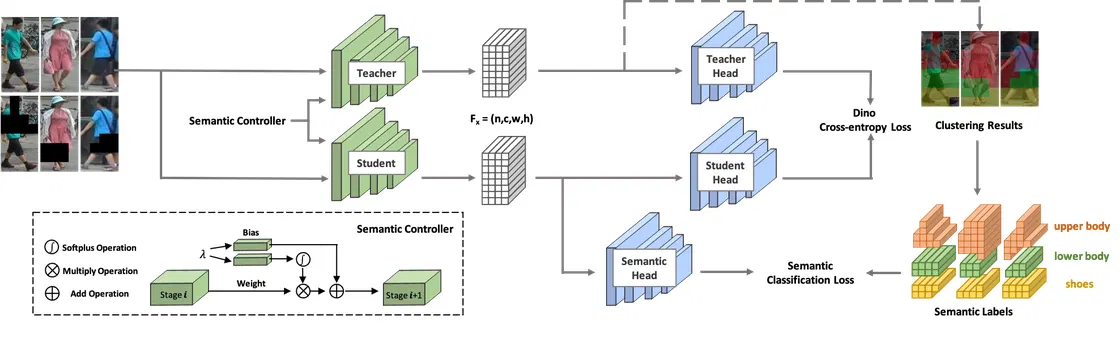 Teacher
Teacher
Head
Semantic Controller
Fₓ = (n,c,w,h)
Dino
Cross-entropy Loss
Clustering Results
Student
Student
Head
Semantic Controller
Bias
Softplus Operation
λ
Multiply Operation
Weight
Add Operation
Stage i
Stage i+1
Semantic
Head
Semantic
Classification Loss
upper body
lower body
shoes
Semantic Labels